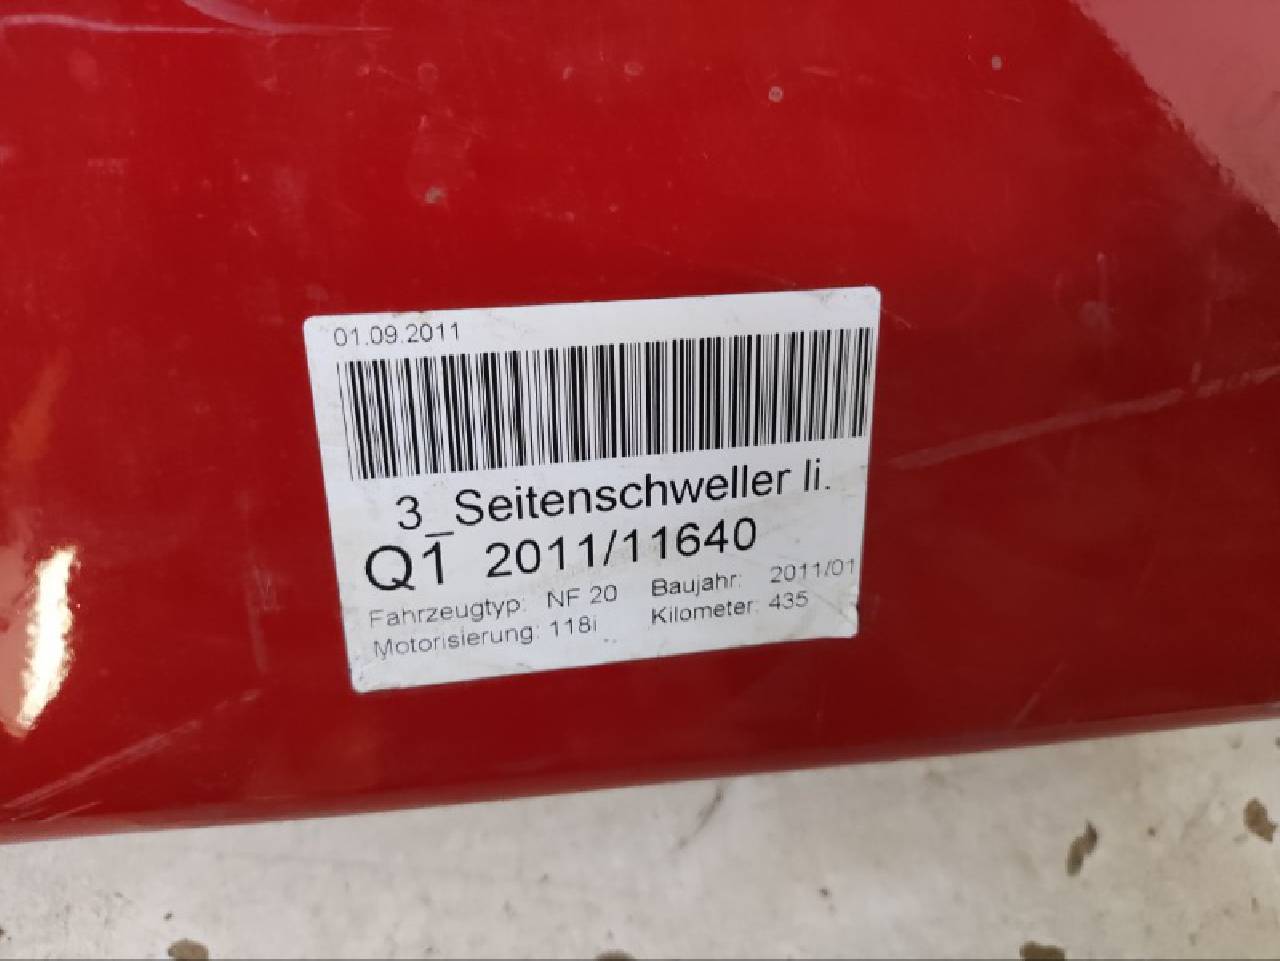 01.09.2011
3_Seitenschweller li.
Q1 2011/11640
Fahrzeugtyp: NF 20 Baujahr: 2011/01
Motorisierung: 118i Kilometer: 435